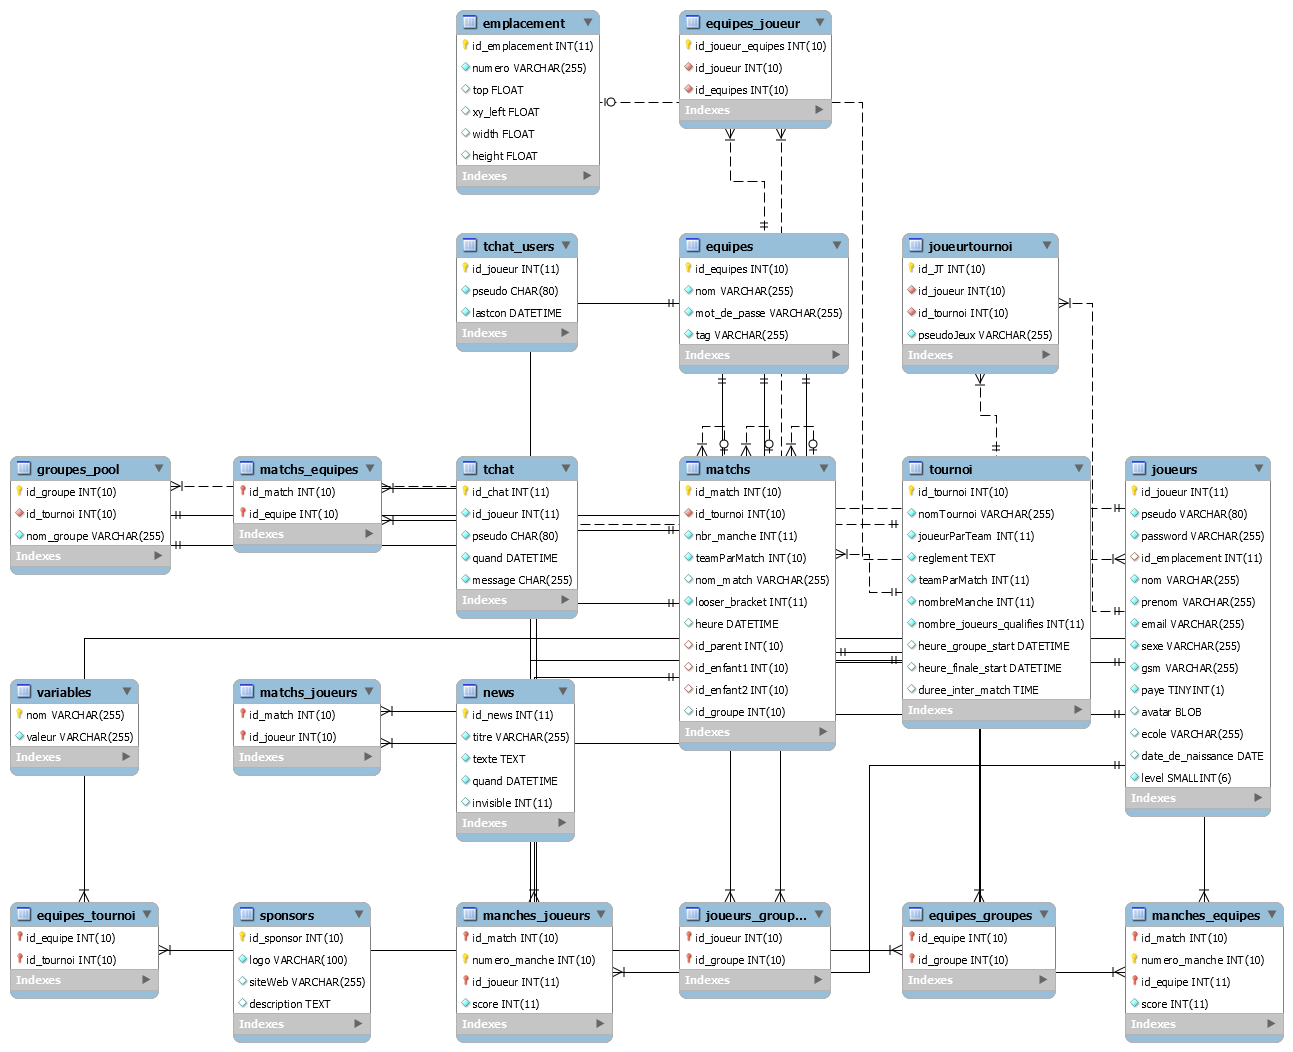 emplacement
id_emplacement INT(11)
numero VARCHAR(255)
top FLOAT
xy_left FLOAT
width FLOAT
height FLOAT
Indexes
equipes_joueur
id_joueur_equipes INT(10)
id_joueur INT(10)
id_equipes INT(10)
Indexes
tchat_users
id_joueur INT(11)
pseudo CHAR(80)
lastcon DATETIME
Indexes
equipes
id_equipes INT(10)
nom VARCHAR(255)
mot_de_passe VARCHAR(255)
tag VARCHAR(255)
Indexes
joueurtournoi
id_JT INT(10)
id_joueur INT(10)
id_tournoi INT(10)
pseudoJeux VARCHAR(255)
Indexes
groupes_pool
id_groupe INT(10)
id_tournoi INT(10)
nom_groupe VARCHAR(255)
Indexes
matchs_equipes
id_match INT(10)
id_equipe INT(10)
Indexes
tchat
id_chat INT(11)
id_joueur INT(11)
pseudo CHAR(80)
quand DATETIME
message CHAR(255)
Indexes
matchs
id_match INT(10)
id_tournoi INT(10)
nbr_manche INT(11)
teamParMatch INT(10)
nom_match VARCHAR(255)
looser_bracket INT(11)
heure DATETIME
id_parent INT(10)
id_enfant1 INT(10)
id_enfant2 INT(10)
id_groupe INT(10)
Indexes
tournoi
id_tournoi INT(10)
nomTournoi VARCHAR(255)
joueurParTeam INT(11)
reglement TEXT
teamParMatch INT(11)
nombreManche INT(11)
nombre_joueurs_qualifies INT(11)
heure_groupe_start DATETIME
heure_finale_start DATETIME
duree_inter_match TIME
Indexes
joueurs
id_joueur INT(11)
pseudo VARCHAR(80)
password VARCHAR(255)
id_emplacement INT(11)
nom VARCHAR(255)
prenom VARCHAR(255)
email VARCHAR(255)
sexe VARCHAR(255)
gsm VARCHAR(255)
paye TINYINT(1)
avatar BLOB
ecole VARCHAR(255)
date_de_naissance DATE
level SMALLINT(6)
Indexes
variables
nom VARCHAR(255)
valeur VARCHAR(255)
Indexes
matchs_joueurs
id_match INT(10)
id_joueur INT(10)
Indexes
news
id_news INT(11)
titre VARCHAR(255)
texte TEXT
quand DATETIME
invisible INT(11)
Indexes
equipes_tournoi
id_equipe INT(10)
id_tournoi INT(10)
Indexes
sponsors
id_sponsor INT(10)
logo VARCHAR(100)
siteWeb VARCHAR(255)
description TEXT
Indexes
manches_joueurs
id_match INT(10)
numero_manche INT(10)
id_joueur INT(11)
score INT(11)
Indexes
joueurs_group...
id_joueur INT(10)
id_groupe INT(10)
Indexes
equipes_groupes
id_equipe INT(10)
id_groupe INT(10)
Indexes
manches_equipes
id_match INT(10)
numero_manche INT(10)
id_equipe INT(11)
score INT(11)
Indexes